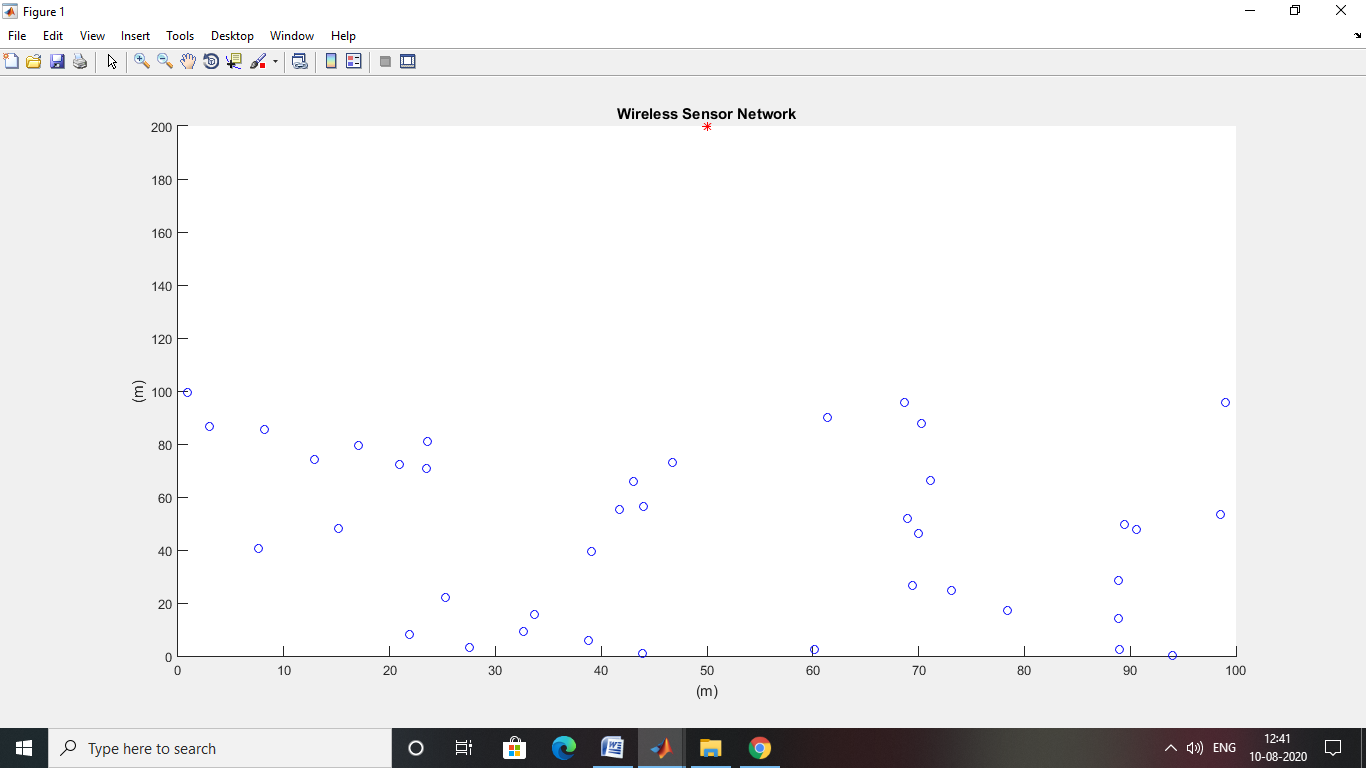 Figure 1
File Edit View Insert Tools Desktop Window Help
Wireless Sensor Network
200
180
160
140
120
100
80
60
40
20
0
(m)
0 10 20 30 40 50 60 70 80 90 100
(m)
Type here to search
ENG
12:41
10-08-2020